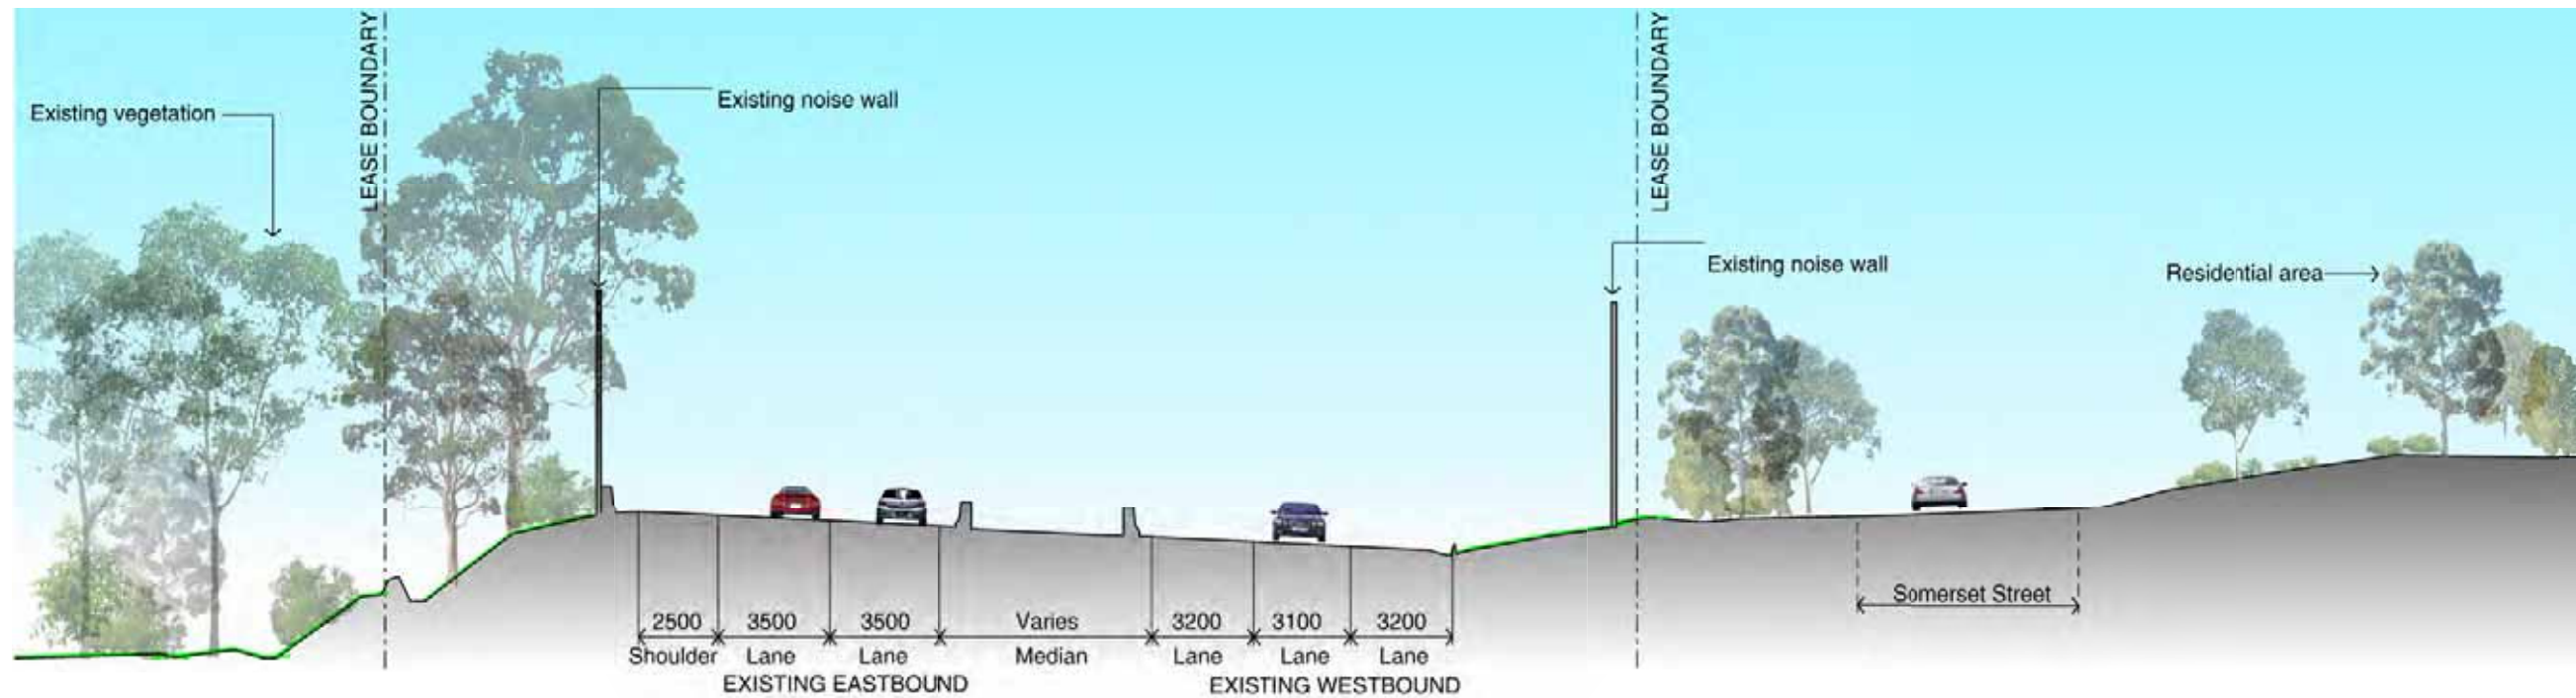 LEASE BOUNDARY
LEASE BOUNDARY
Existing noise wall
Existing vegetation
Existing noise wall
Residential area
Somerset Street
2500 3500 3500 Varies 3200 3100 3200
Shoulder Lane Lane Median Lane Lane Lane
EXISTING EASTBOUND EXISTING WESTBOUND